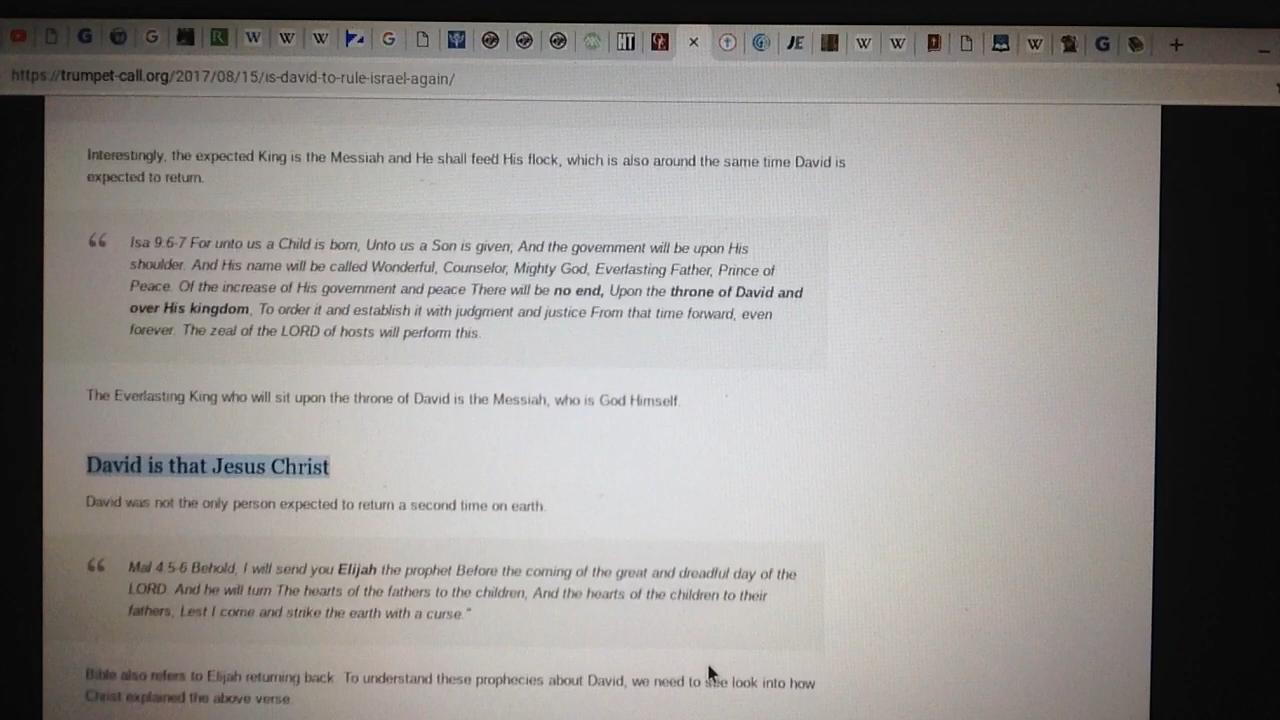 G G R W W W G HT JE W W W G
https://trumpet-call.org/2017/08/15/is-david-to-rule-israel-again/
Interestingly, the expected King is the Messiah and He shall feed His flock, which is also around the same time David is
expected to return.
Isa 9:6-7 For unto us a Child is born, Unto us a Son is given; And the government will be upon His
shoulder. And His name will be called Wonderful, Counselor, Mighty God, Everlasting Father, Prince of
Peace. Of the increase of His government and peace There will be no end, Upon the throne of David and
over His kingdom, To order it and establish it with judgment and justice From that time forward, even
forever. The zeal of the LORD of hosts will perform this.
The Everlasting King who will sit upon the throne of David is the Messiah, who is God Himself.
David is that Jesus Christ
David was not the only person expected to return a second time on earth.
Mal 4:5-6 Behold, I will send you Elijah the prophet Before the coming of the great and dreadful day of the
LORD. And he will turn The hearts of the fathers to the children, And the hearts of the children to their
fathers, Lest I come and strike the earth with a curse."
Bible also refers to Elijah returning back. To understand these prophecies about David, we need to see look into how
Christ explained the above verse.